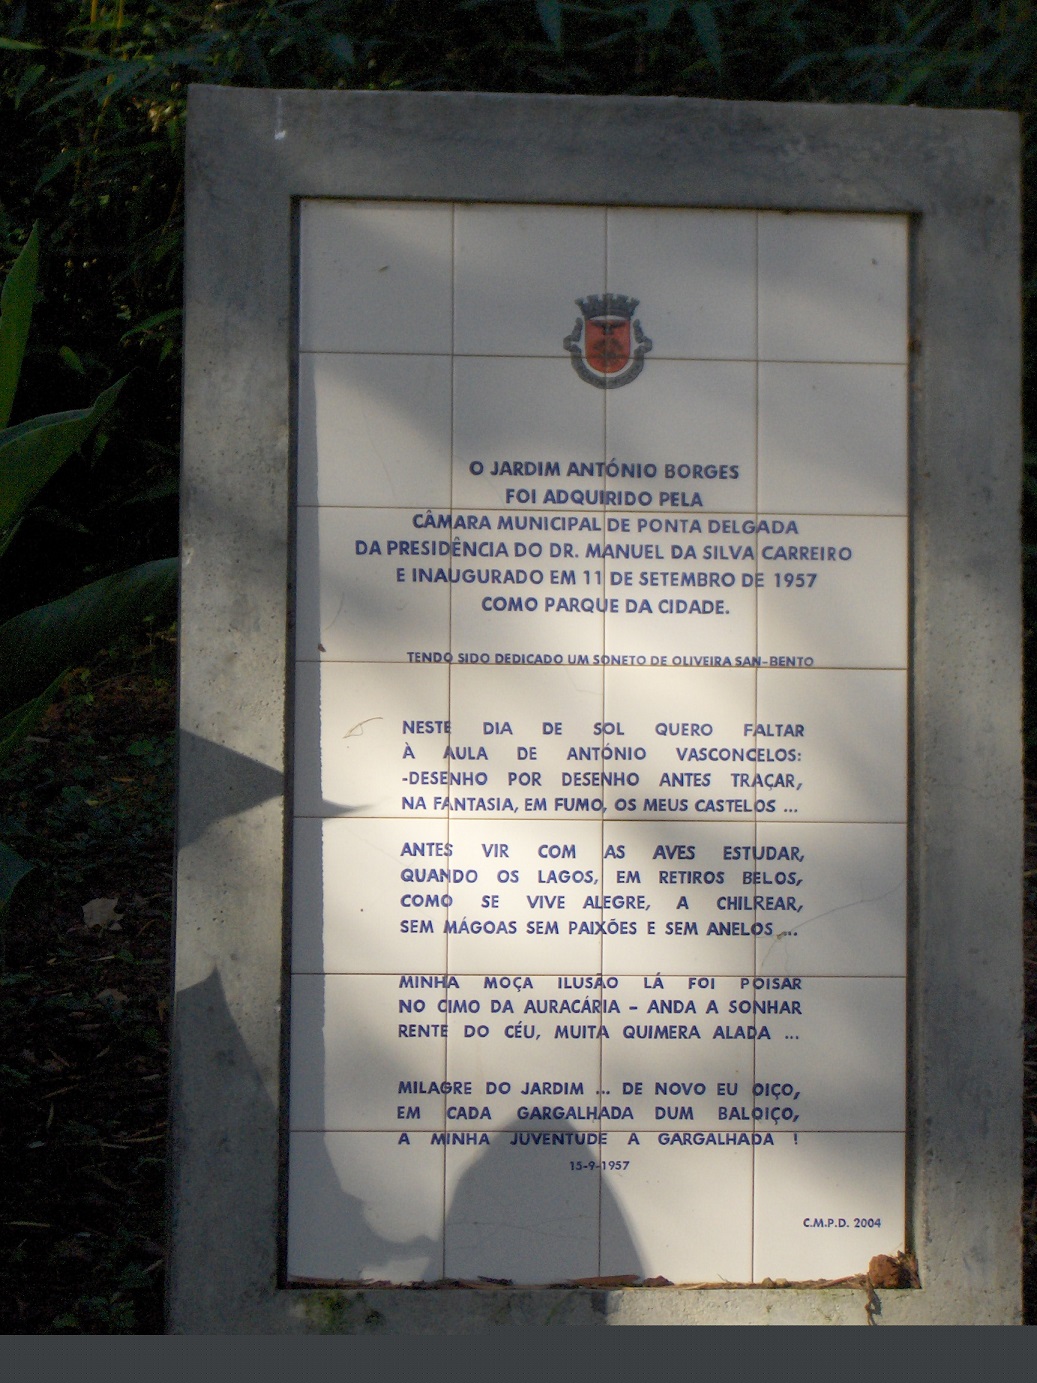 O JARDIM ANTÓNIO BORGES
FOI ADQUIRIDO PELA
CÂMARA MUNICIPAL DE PONTA DELGADA
DA PRESIDÊNCIA DO DR. MANUEL DA SILVA CARREIRO
E INAUGURADO EM 11 DE SETEMBRO DE 1957
COMO PARQUE DA CIDADE.
TENDO SIDO DEDICADO UM SONETO DE OLIVEIRA SAN-BENTO
NESTE DIA DE SOL QUERO FALTAR
À AULA DE ANTÓNIO VASCONCELOS:
-DESENHO POR DESENHO ANTES TRAÇAR,
NA FANTASIA, EM FUMO, OS MEUS CASTELOS ...
ANTES VIR COM AS AVES ESTUDAR,
QUANDO OS LAGOS, EM RETIROS BELOS,
COMO SE VIVE ALEGRE, A CHILREAR,
SEM MÁGOAS SEM PAIXÕES E SEM ANELOS ...
MINHA MOÇA ILUSÃO LÁ FOI POISAR
NO CIMO DA AURACÁRIA – ANDA A SONHAR
RENTE DO CÉU, MUITA QUIMERA ALADA ...
MILAGRE DO JARDIM ... DE NOVO EU OIÇO,
EM CADA GARGALHADA DUM BALOIÇO,
A MINHA JUVENTUDE A GARGALHADA !
15-9-1957
C.M.P.D. 2004